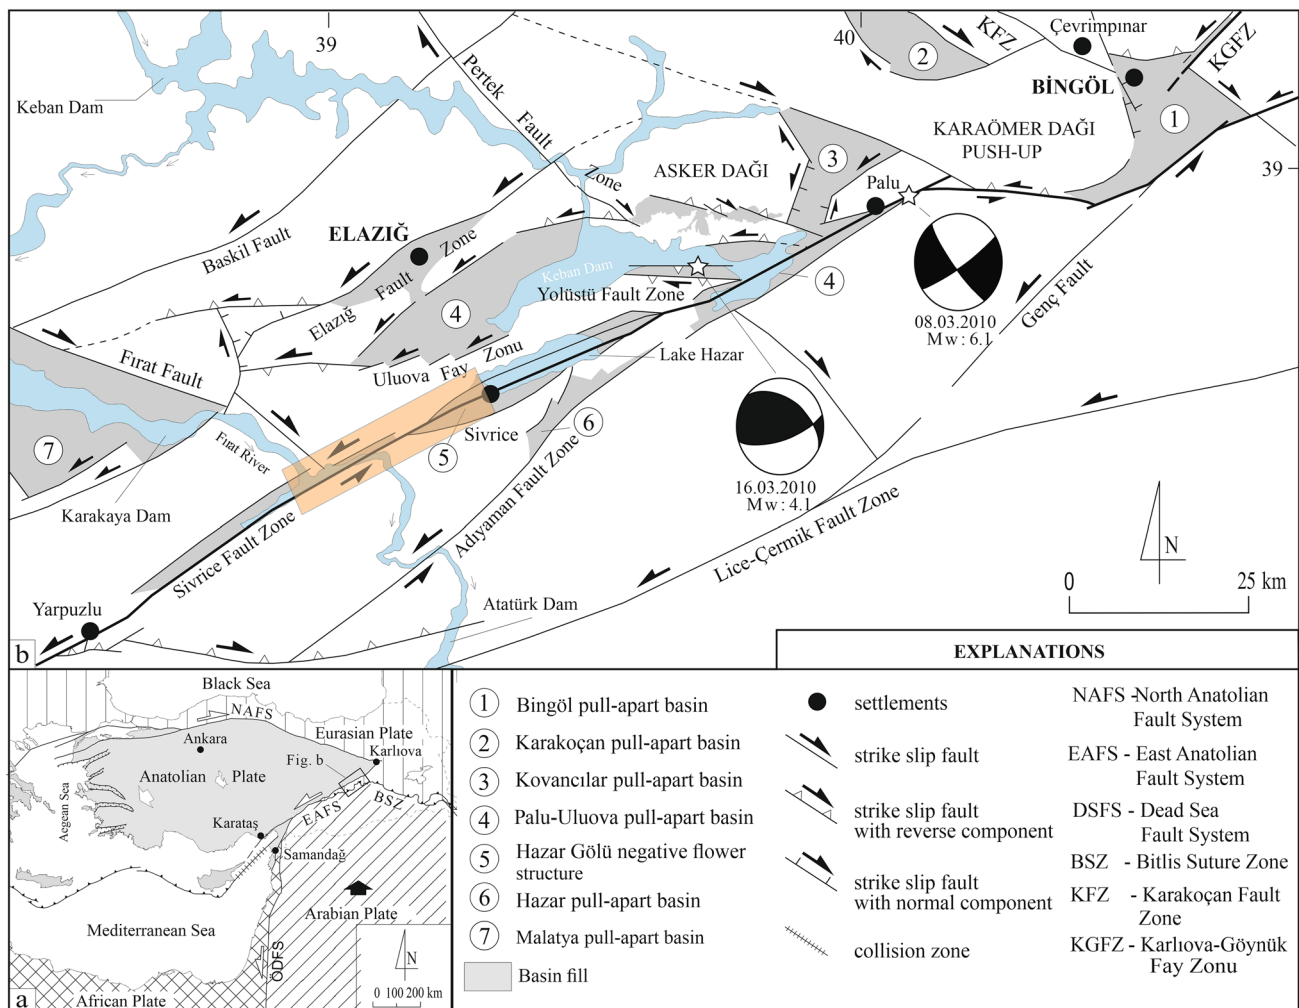 39
40
Çevrimpınar
KFZ
KGFZ
2
BİNGÖL
1
Keban Dam
Pertek
Fault
Zone
KARAÖMER DAĞI
PUSH-UP
39
3
ASKER DAĞI
Palu
Baskil Fault
ELAZIĞ
Zone
Fault
Elazığ
Keban Dam
4
4
Yolüstü Fault Zone
08.03.2010
Mw: 6.1
Genç Fault
Fırat Fault
Uluova Fay Zonu
Lake Hazar
Sivrice
5
6
7
Fırat River
Karakaya Dam
16.03.2010
Mw: 4.1
Sivrice Fault Zone
Adıyaman Fault Zone
Lice-Çermik Fault Zone
N
0 25 km
Yarpuzlu
Atatürk Dam
b
EXPLANATIONS
Black Sea
NAFS
Ankara
Eurasian Plate
Karlıova
Fig. b
Anatolian Plate
BSZ
EAFS
Aegean Sea
Karataş
Samandağ
Arabian Plate
Mediterranean Sea
ÖDFS
N
African Plate
0 100 200 km
a
1 Bingöl pull-apart basin
2 Karakoçan pull-apart basin
3 Kovancılar pull-apart basin
4 Palu-Uluova pull-apart basin
5 Hazar Gölü negative flower
structure
6 Hazar pull-apart basin
7 Malatya pull-apart basin
Basin fill
settlements
strike slip fault
strike slip fault
with reverse component
strike slip fault
with normal component
collision zone
NAFS -North Anatolian
Fault System
EAFS - East Anatolian
Fault System
DSFS - Dead Sea
Fault System
BSZ - Bitlis Suture Zone
KFZ - Karakoçan Fault
Zone
KGFZ - Karlıova-Göynük
Fay Zonu